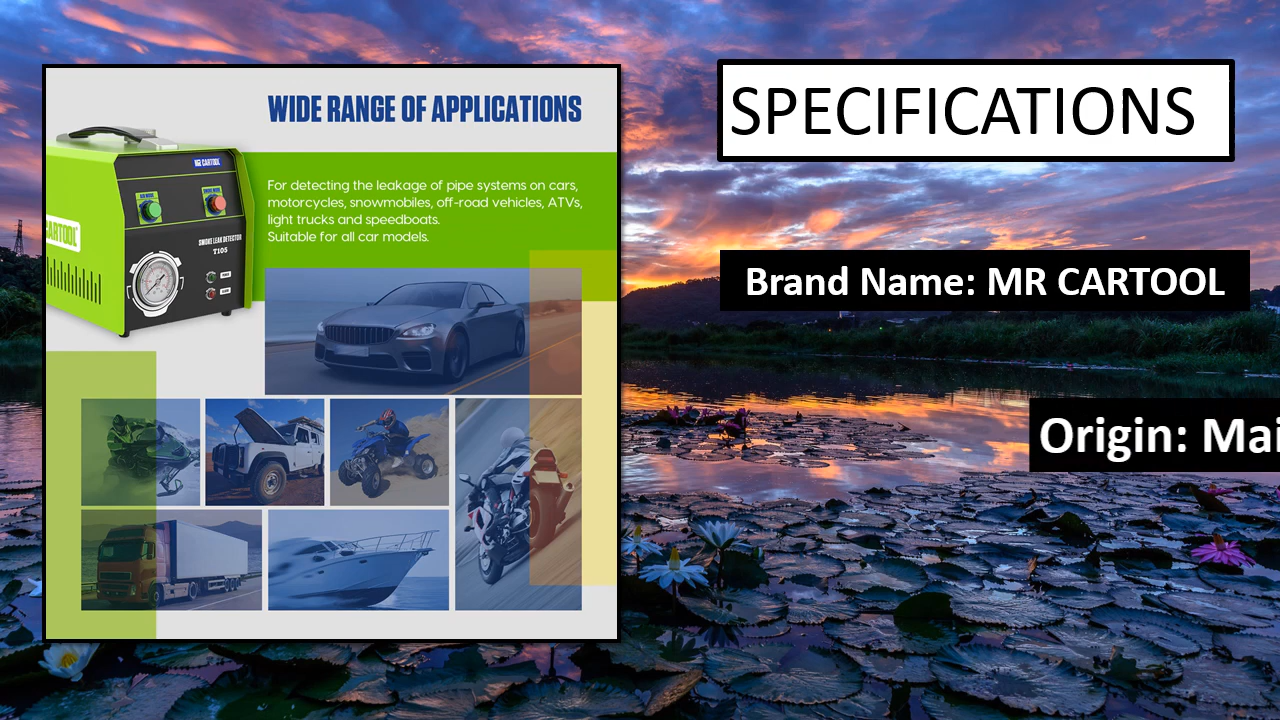 WIDE RANGE OF APPLICATIONS
For detecting the leakage of pipe systems on cars,
motorcycles, snowmobiles, off-road vehicles, ATVs,
light trucks and speedboats.
Suitable for all car models.
MR CARTOOL
CARTOOL
SMOKE LEAK DETECTOR
T105
SPECIFICATIONS
Brand Name: MR CARTOOL
Origin: Mai